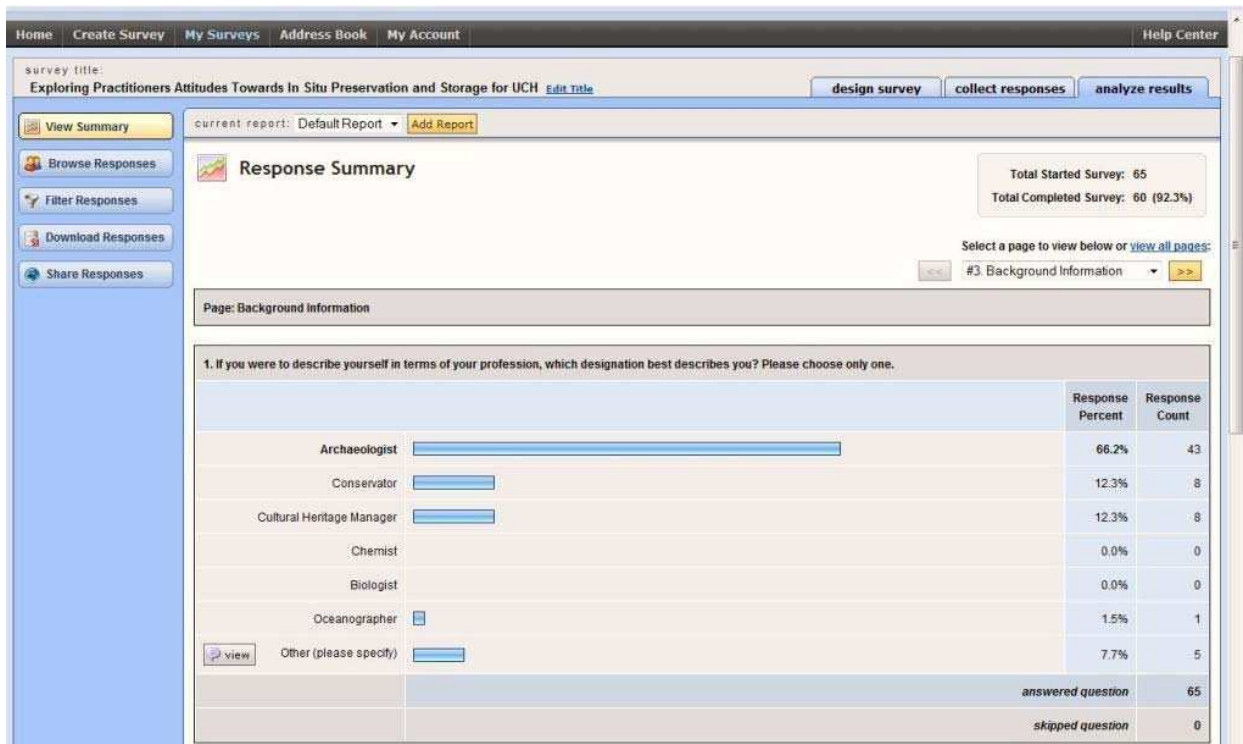 Home Create Survey My Surveys Address Book My Account Help Center
survey title:
Exploring Practitioners Attitudes Towards In Situ Preservation and Storage for UCH Edit Title
design survey collect responses analyze results
View Summary
Browse Responses
Filter Responses
Download Responses
Share Responses
current report: Default Report Add Report
Response Summary
Total Started Survey: 65
Total Completed Survey: 60 (92.3%)
Select a page to view below or view all pages:
<< #3. Background Information >>
Page: Background Information
1. If you were to describe yourself in terms of your profession, which designation best describes you? Please choose only one.
Response Percent Response Count
Archaeologist 66.2% 43
Conservator 12.3% 8
Cultural Heritage Manager 12.3% 8
Chemist 0.0% 0
Biologist 0.0% 0
Oceanographer 1.5% 1
view Other (please specify) 7.7% 5
answered question 65
skipped question 0